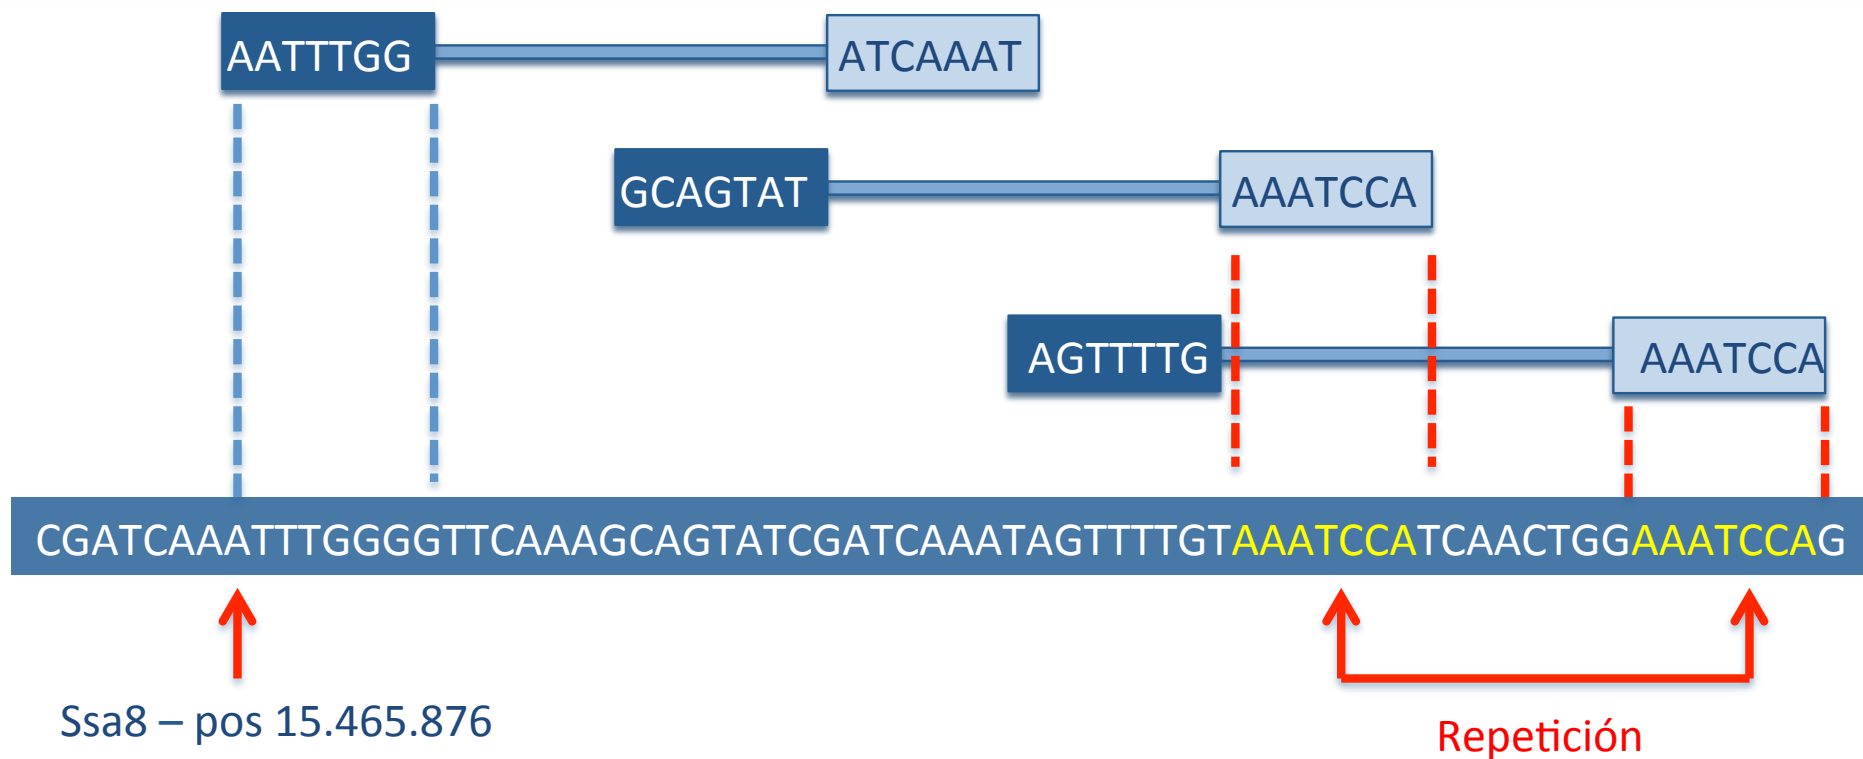 AATTTGG ATCAAAT
GCAGTAT AAATCCA
AGTTTTG AAATCCA
CGATCAAATTTGGGGTTCAAAGCAGTATCGATCAAATAGTTTTGTAAATCCATCAACTGGAAATCCAG
Ssa8 – pos 15.465.876
Repetición